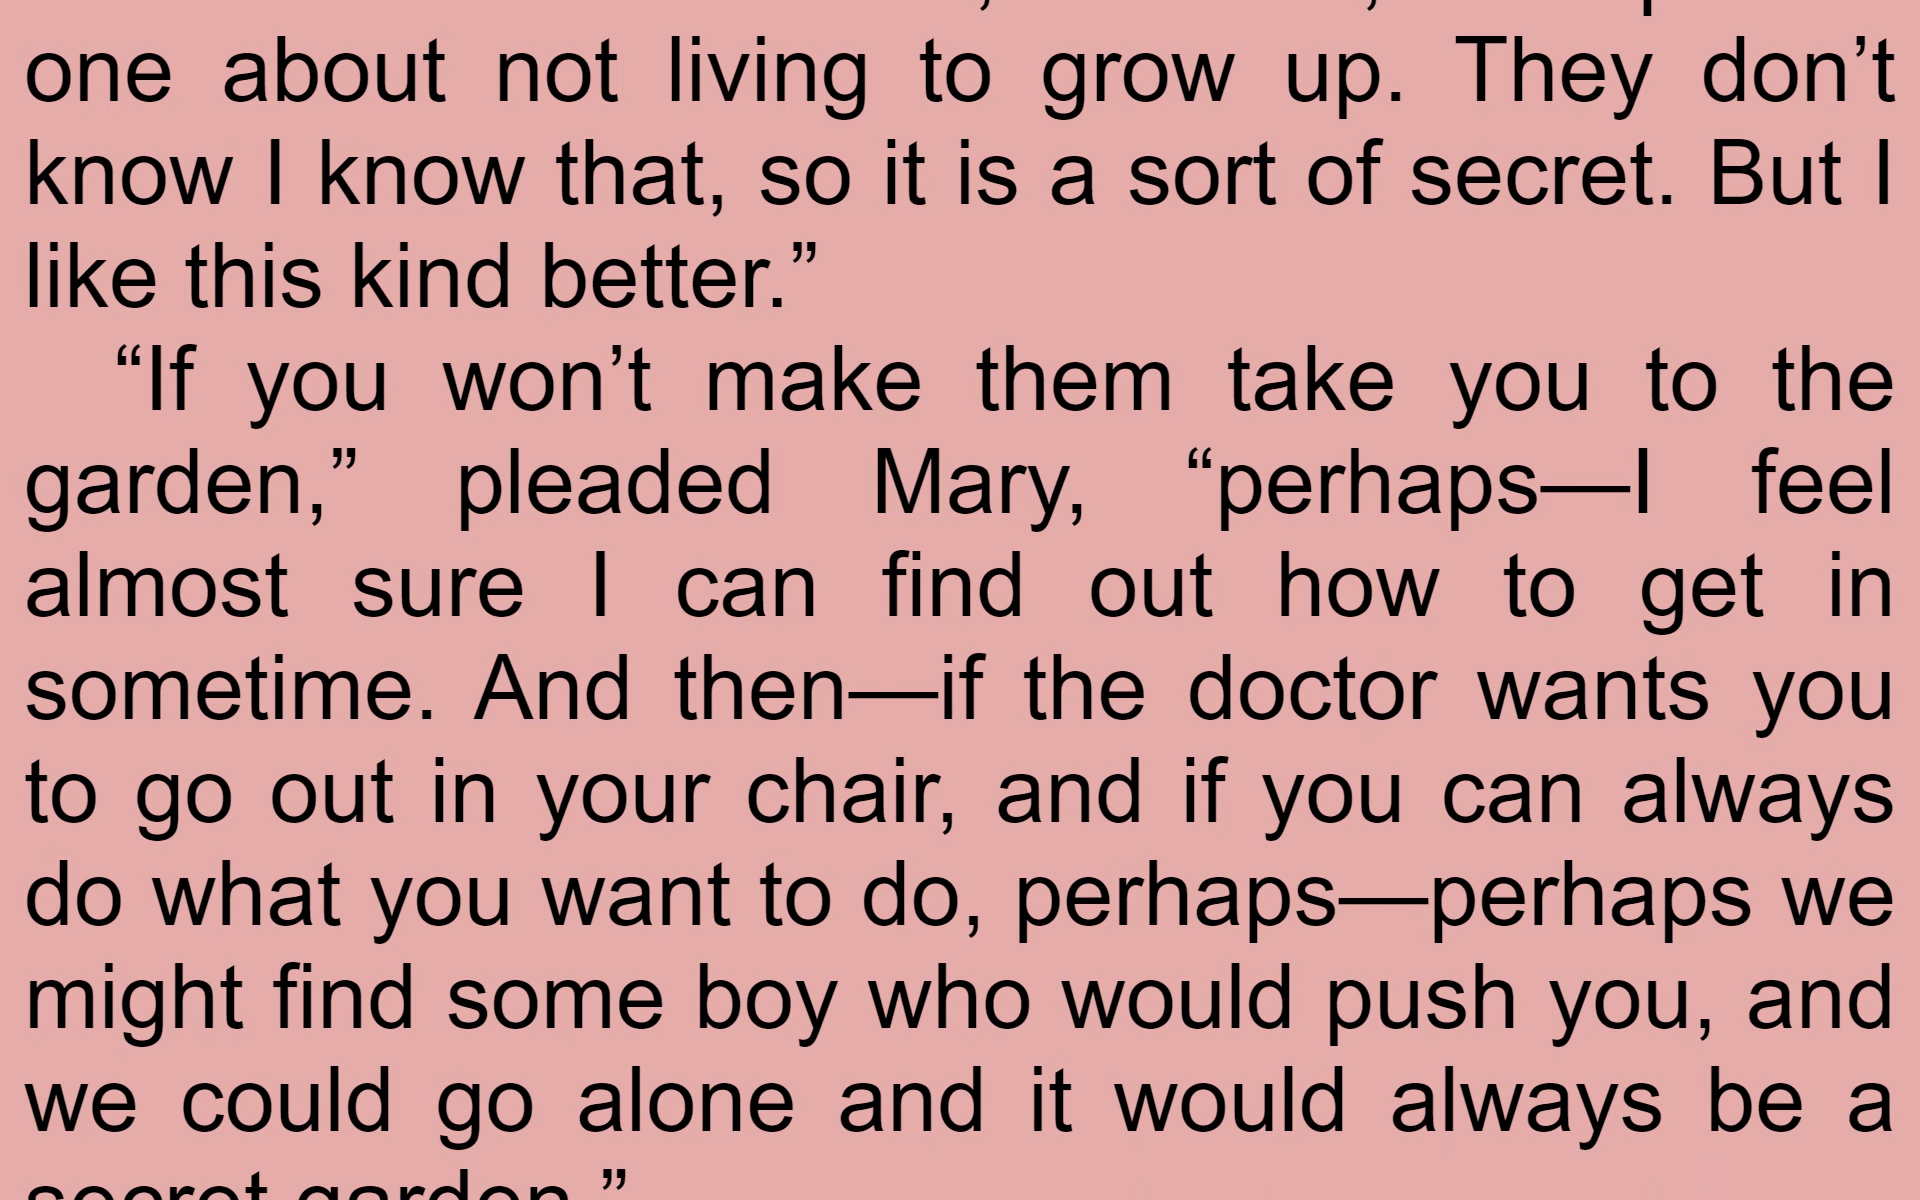 one about not living to grow up. They don’t
know I know that, so it is a sort of secret. But I
like this kind better.”
“If you won’t make them take you to the
garden,” pleaded Mary, “perhaps—I feel
almost sure I can find out how to get in
sometime. And then—if the doctor wants you
to go out in your chair, and if you can always
do what you want to do, perhaps—perhaps we
might find some boy who would push you, and
we could go alone and it would always be a
secret garden.”